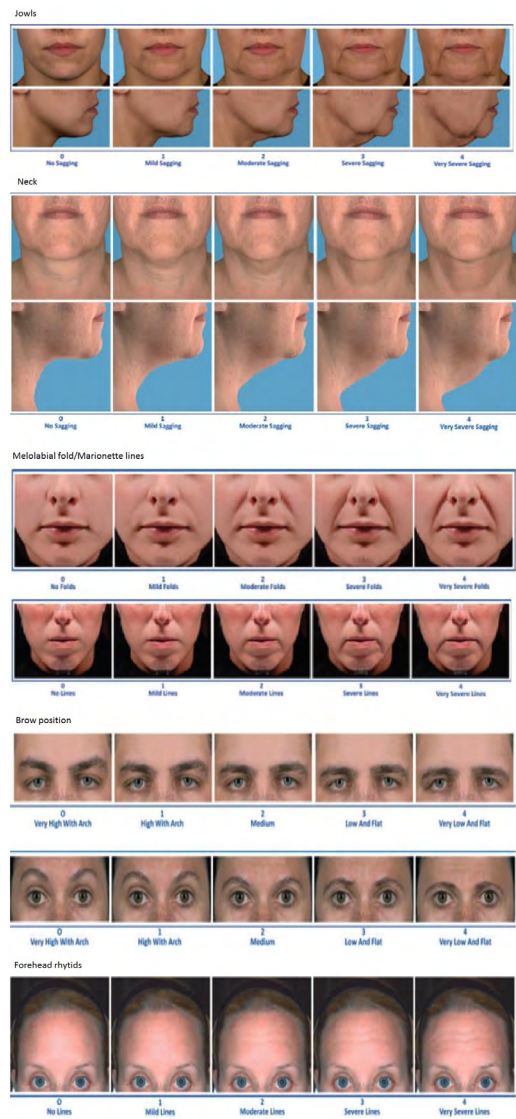 Jowls
0 1 2 3 4
No Sagging Mild Sagging Moderate Sagging Severe Sagging Very Severe Sagging
Neck
0 1 2 3 4
No Sagging Mild Sagging Moderate Sagging Severe Sagging Very Severe Sagging
Melolabial fold/Marionette lines
0 1 2 3 4
No Folds Mild Folds Moderate Folds Severe Folds Very Severe Folds
0 1 2 3 4
No Lines Mild Lines Moderate Lines Severe Lines Very Severe Lines
Brow position
0 1 2 3 4
Very High With Arch High With Arch Medium Low And Flat Very Low And Flat
0 1 2 3 4
Very High With Arch High With Arch Medium Low And Flat Very Low And Flat
Forehead rhytids
0 1 2 3 4
No Lines Mild Lines Moderate Lines Severe Lines Very Severe Lines